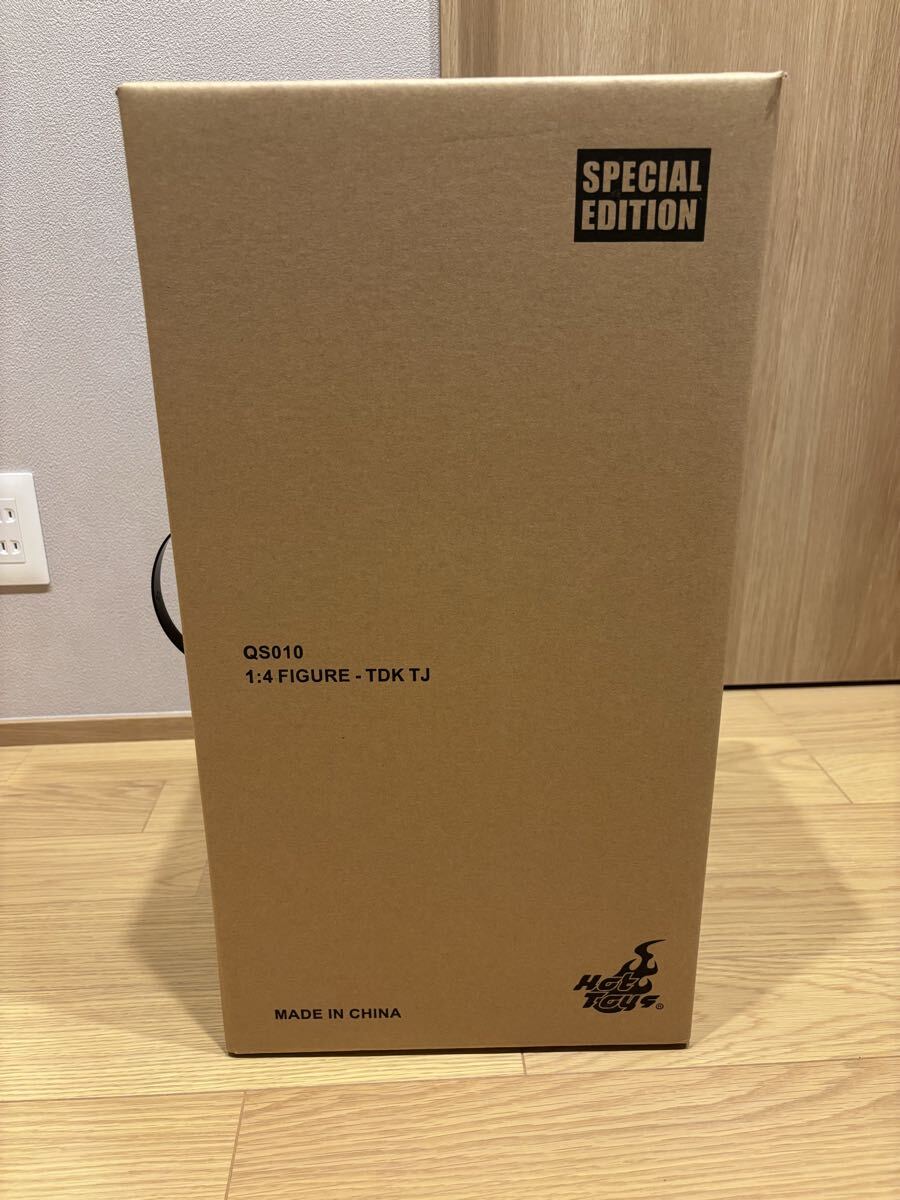 SPECIAL
EDITION
QS010
1:4 FIGURE - TDK TJ
MADE IN CHINA
Hot
Toys®